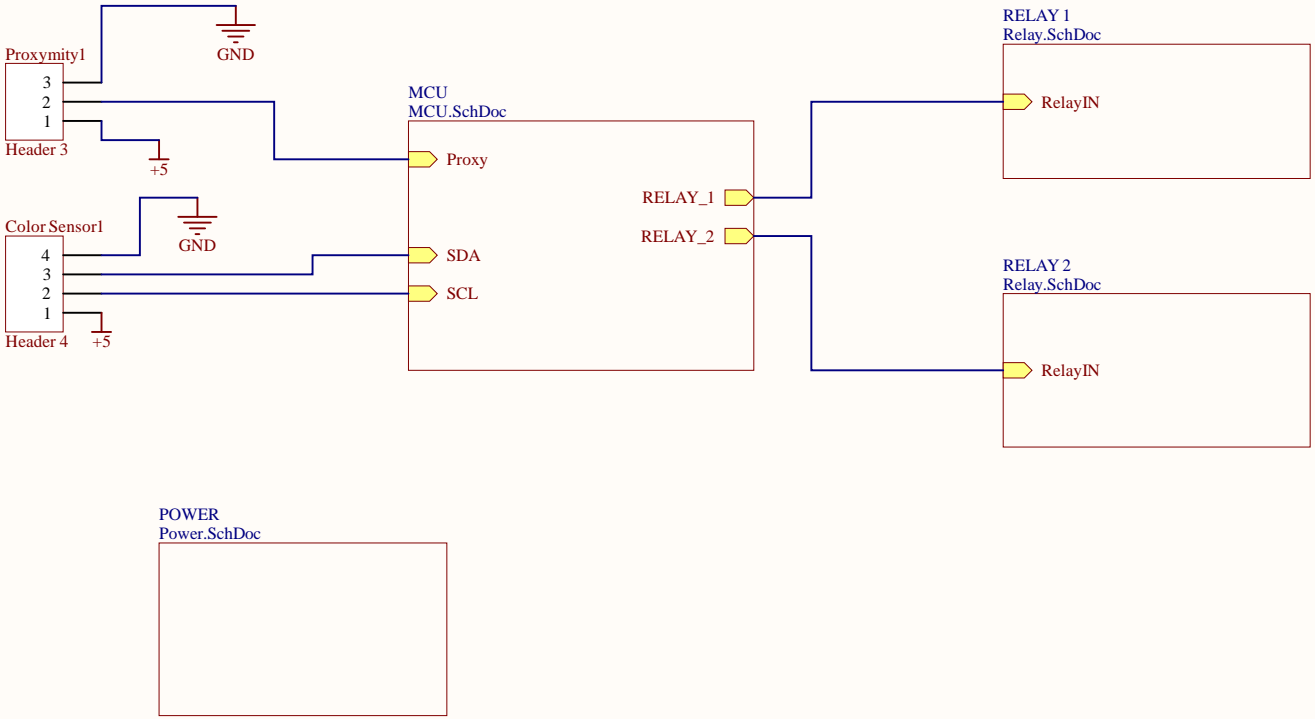 GND
Proxymity1
3
2
1
Header 3
+5
Color Sensor1
4
3
2
1
Header 4
+5
GND
MCU
MCU.SchDoc
Proxy
SDA
SCL
RELAY_1
RELAY_2
RELAY 1
Relay.SchDoc
RelayIN
RELAY 2
Relay.SchDoc
RelayIN
POWER
Power.SchDoc